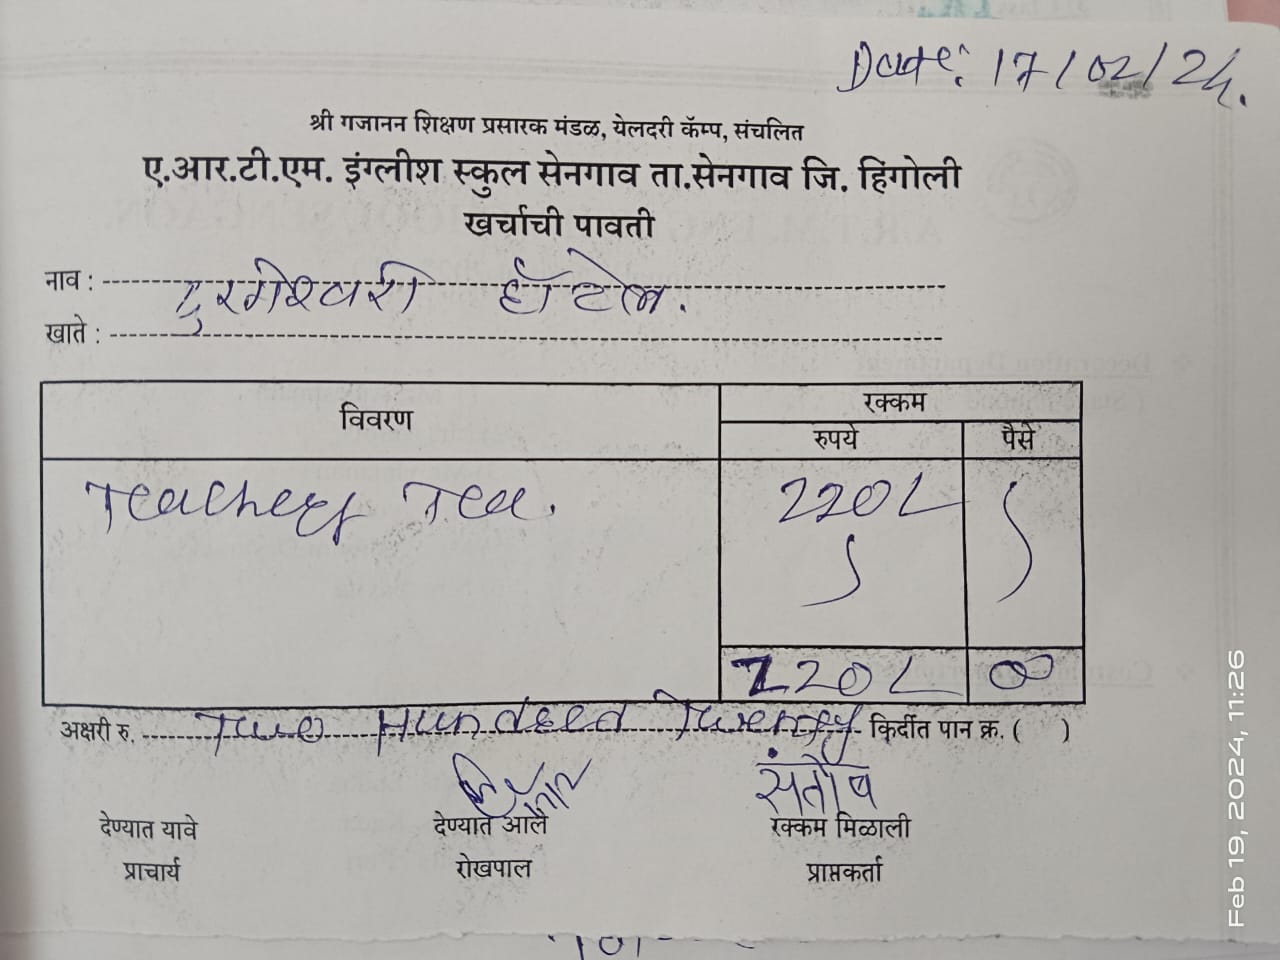 Date: 17/02/24.
श्री गजानन शिक्षण प्रसारक मंडळ, येलदरी कॅम्प, संचलित
ए.आर.टी.एम. इंग्लीश स्कुल सेनगाव ता.सेनगाव जि. हिंगोली
खर्चाची पावती
नाव : दुरगेश्वरी हॉटेल.
खाते :
विवरण रक्कम
रुपये पैसे
Teachers Tea. 220/-
220/- 00
अक्षरी रु. Two Hundred Twenty किर्दीत पान क्र. ( )
संतोष
देण्यात यावे देण्यात आले रक्कम मिळाली
प्राचार्य रोखपाल प्राप्तकर्ता
Feb 19, 2024, 11:26